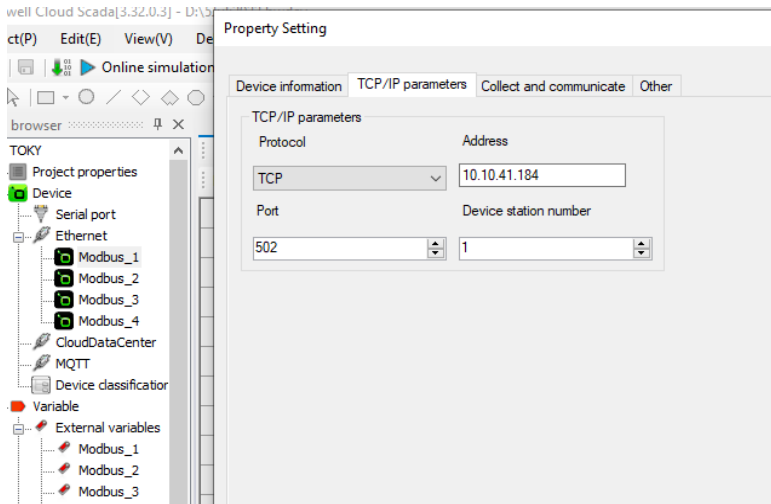 well Cloud Scada[3.32.0.3] - D:\5
ct(P) Edit(E) View(V) De
Online simulation
browser
TOKY
Project properties
Device
Serial port
Ethernet
Modbus_1
Modbus_2
Modbus_3
Modbus_4
CloudDataCenter
MQTT
Device classification
Variable
External variables
Modbus_1
Modbus_2
Modbus_3
Property Setting
Device information TCP/IP parameters Collect and communicate Other
TCP/IP parameters
Protocol Address
TCP 10.10.41.184
Port Device station number
502 1